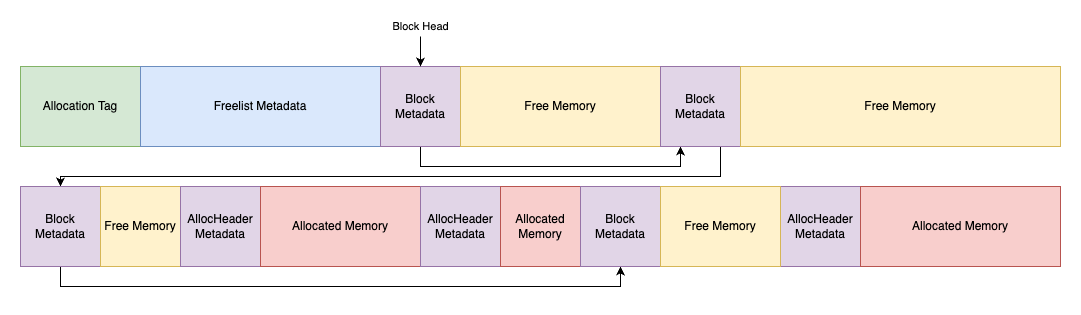 Block Head
Allocation Tag
Freelist Metadata
Block
Metadata
Free Memory
Block
Metadata
Free Memory
Block
Metadata
Free Memory
AllocHeader
Metadata
Allocated Memory
AllocHeader
Metadata
Allocated
Memory
Block
Metadata
Free Memory
AllocHeader
Metadata
Allocated Memory